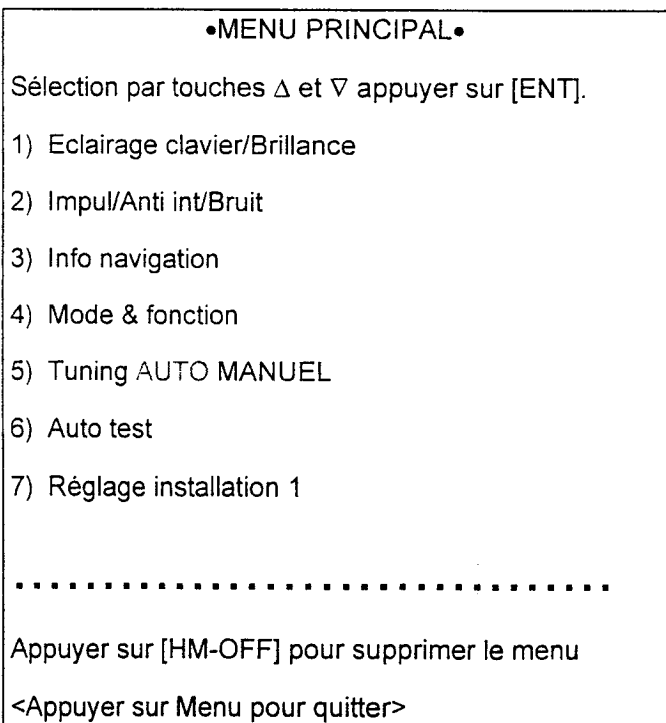 •MENU PRINCIPAL•
Sélection par touches ∆ et ∇ appuyer sur [ENT].
1) Eclairage clavier/Brillance
2) Impul/Anti int/Bruit
3) Info navigation
4) Mode & fonction
5) Tuning AUTO MANUEL
6) Auto test
7) Réglage installation 1
Appuyer sur [HM-OFF] pour supprimer le menu
<Appuyer sur Menu pour quitter>